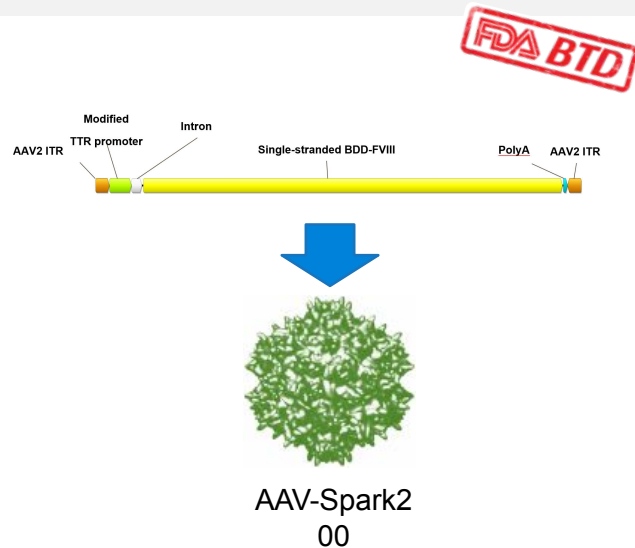 FDA BTD
Modified
TTR promoter
Intron
AAV2 ITR
Single-stranded BDD-FVIII
PolyA
AAV2 ITR
AAV-Spark2
00